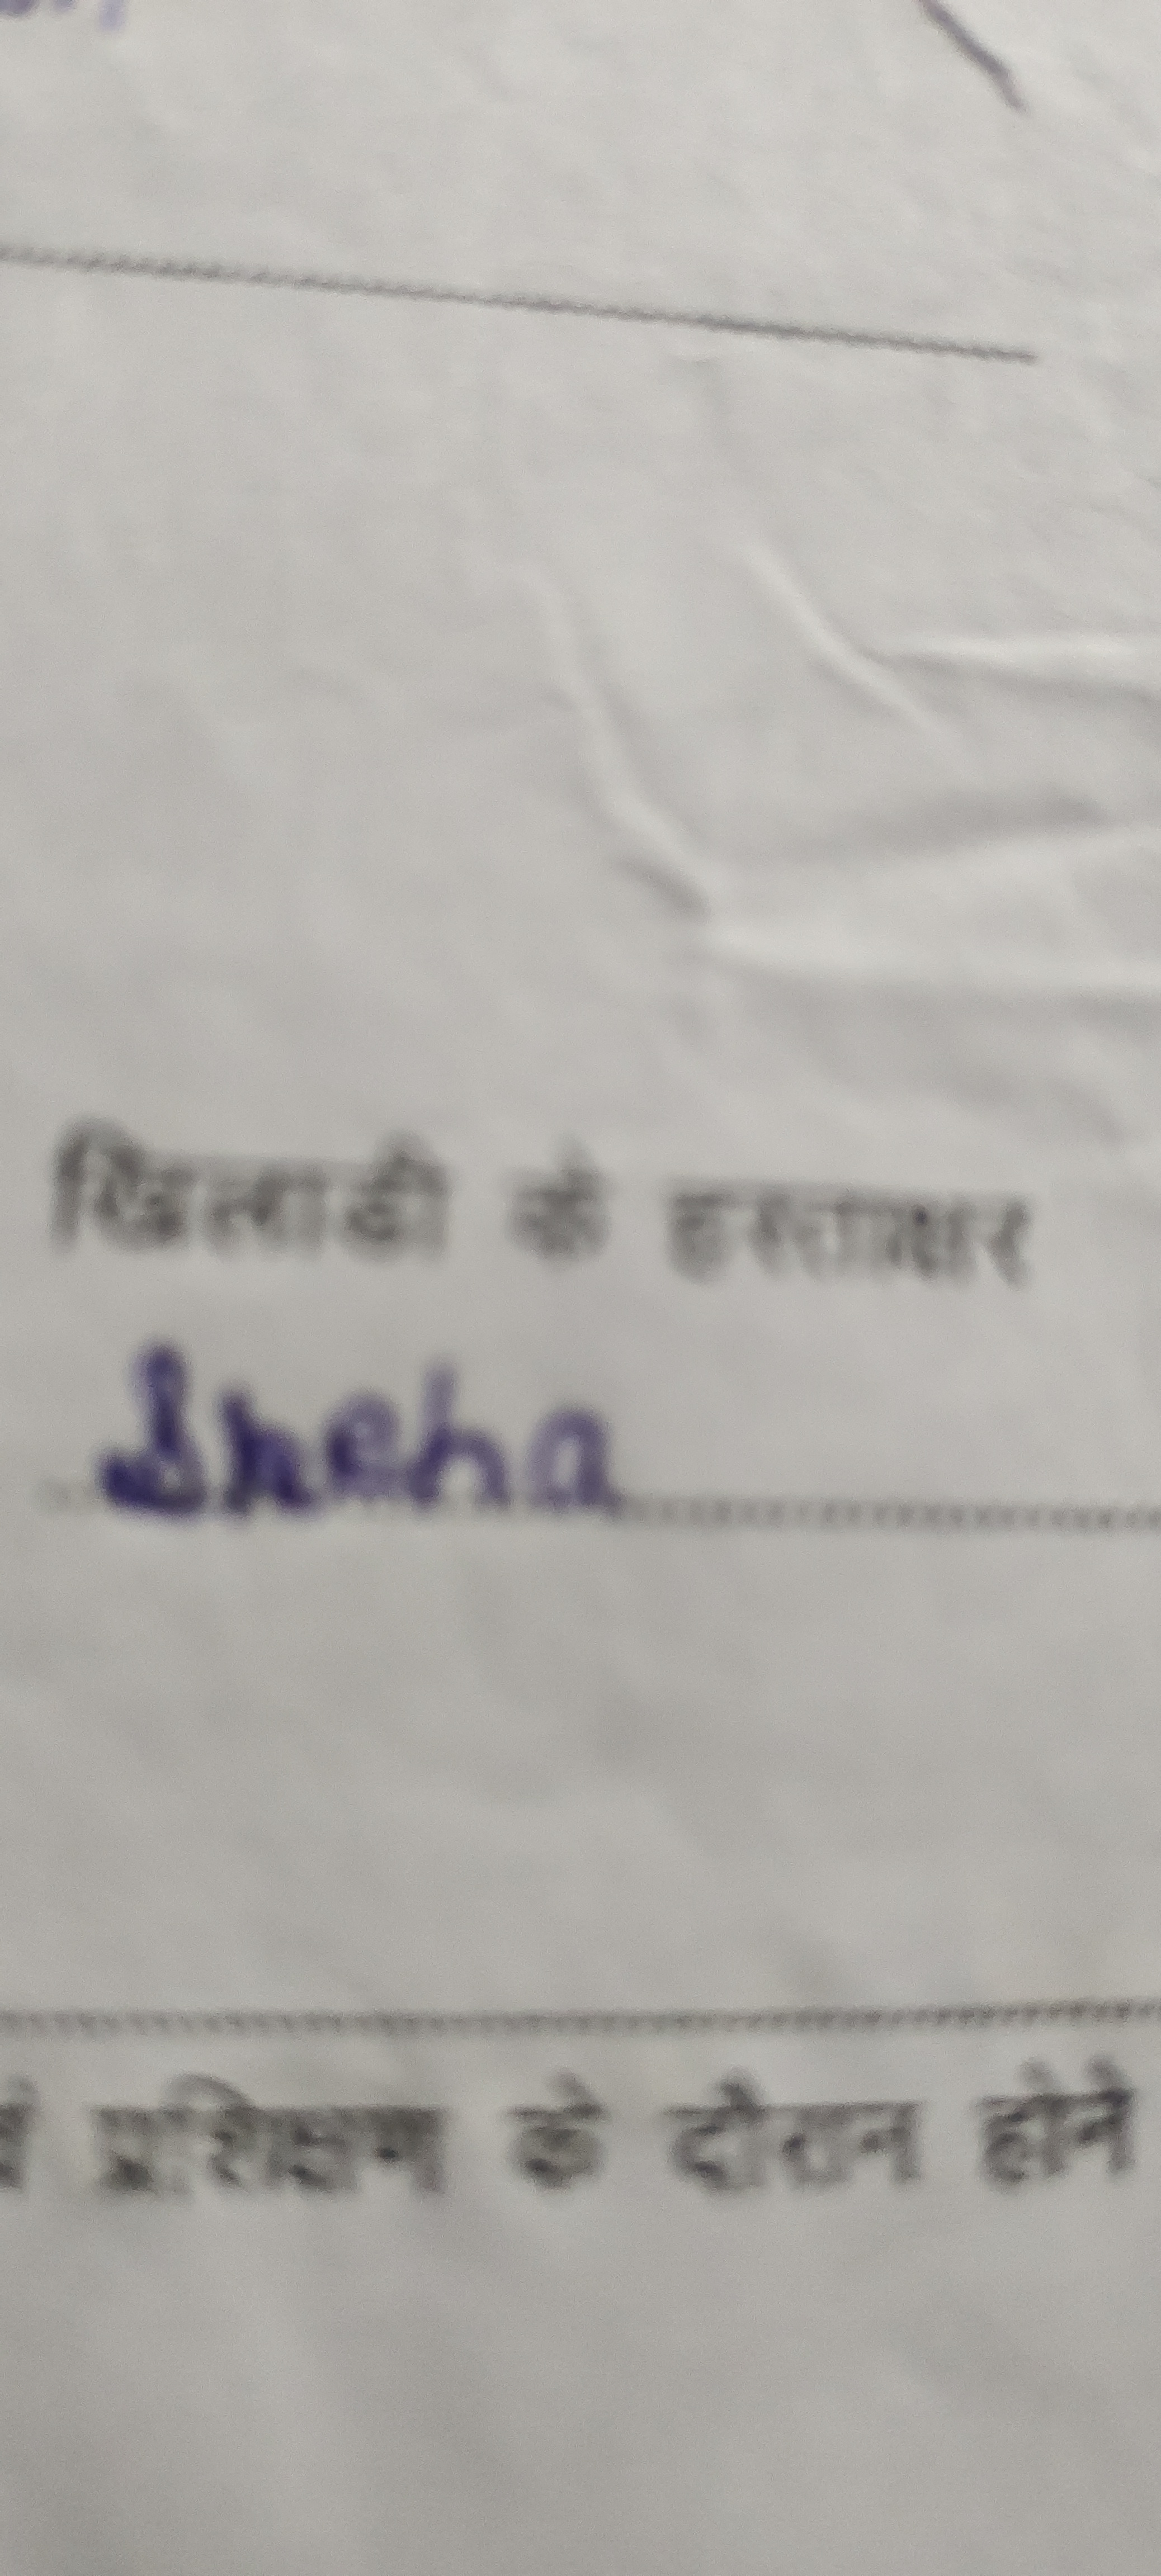 खिलाडी के हस्ताक्षर
Sneha
प्रशिक्षण के दौरान होने